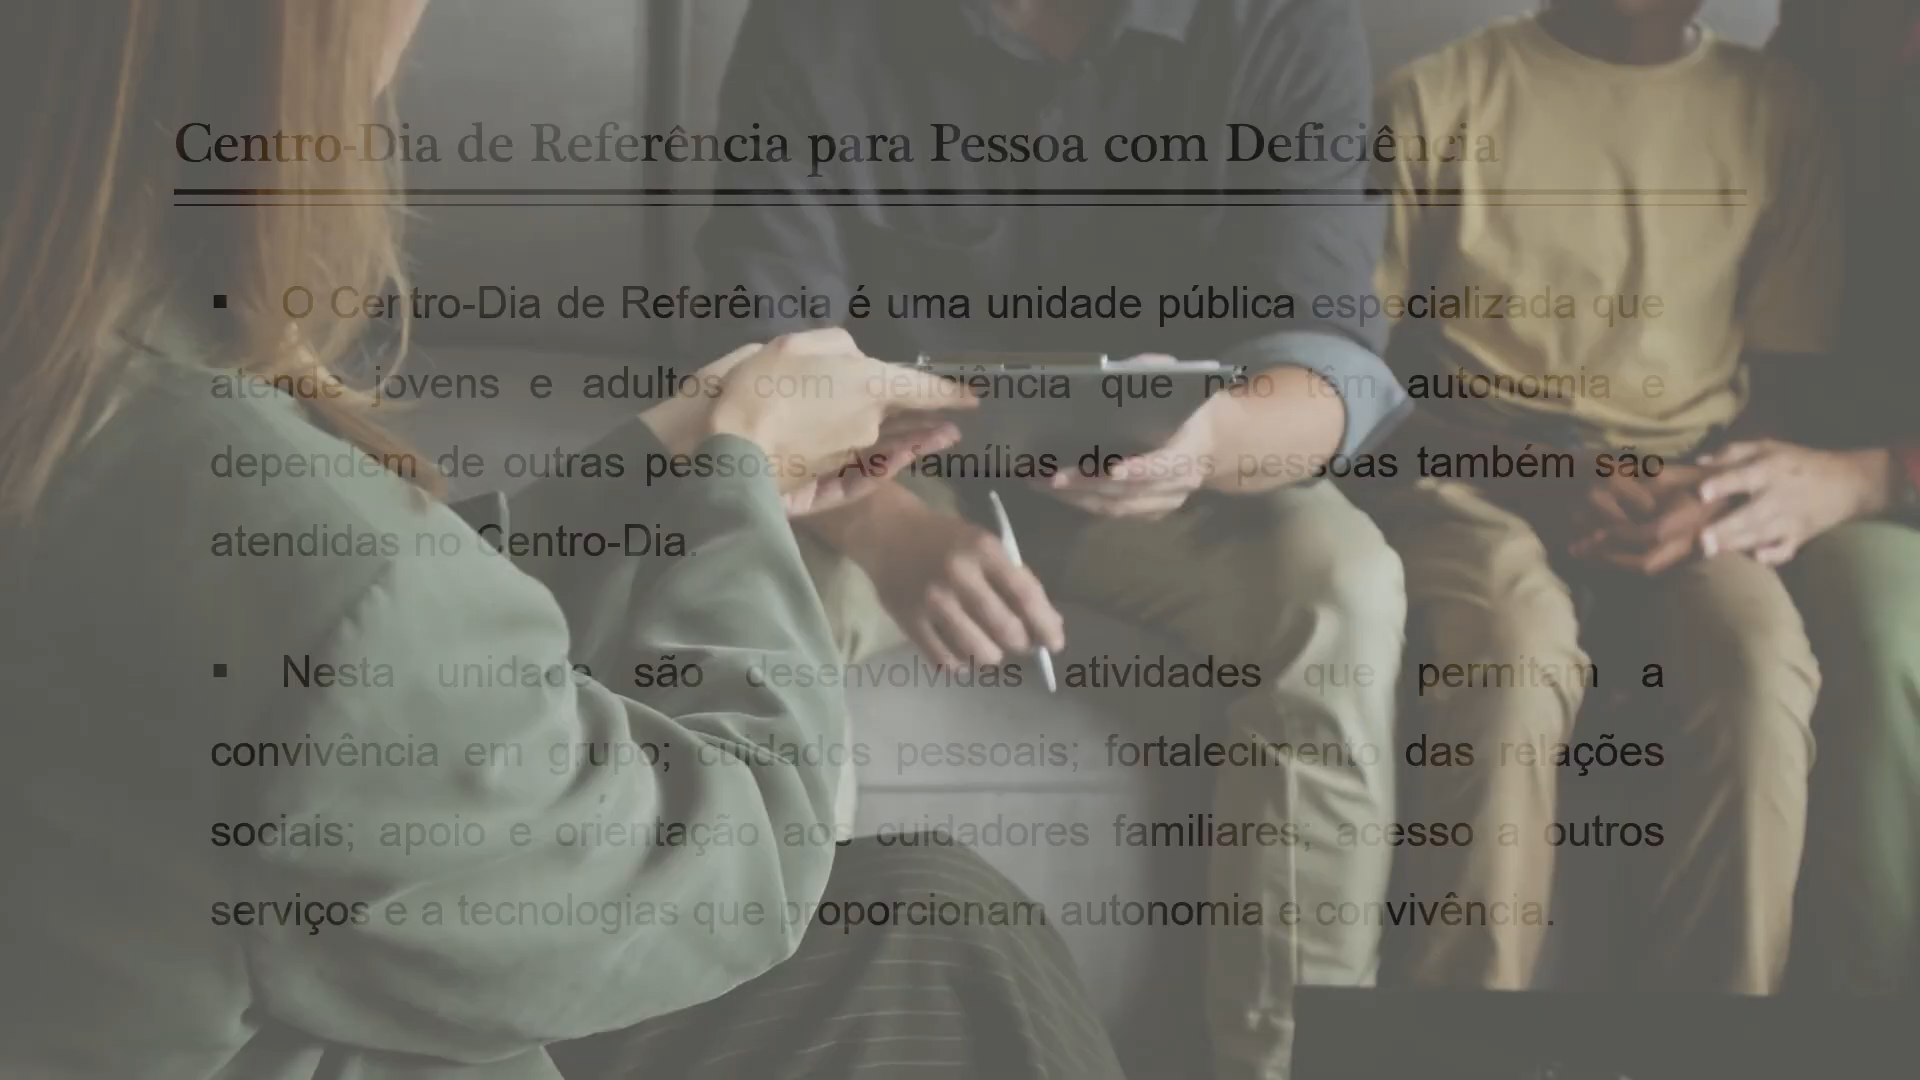 Centro-Dia de Referência para Pessoa com Deficiência
▪ O Centro-Dia de Referência é uma unidade pública especializada que
atende jovens e adultos com deficiência que não têm autonomia e
dependem de outras pessoas. As famílias dessas pessoas também são
atendidas no Centro-Dia.
▪ Nesta unidade são desenvolvidas atividades que permitam a
convivência em grupo; cuidados pessoais; fortalecimento das relações
sociais; apoio e orientação aos cuidadores familiares; acesso a outros
serviços e a tecnologias que proporcionam autonomia e convivência.